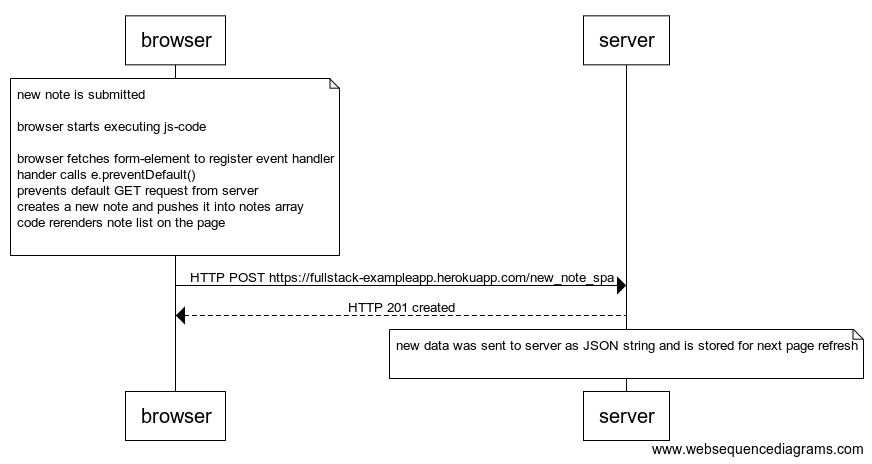 browser
server
new note is submitted
browser starts executing js-code
browser fetches form-element to register event handler
hander calls e.preventDefault()
prevents default GET request from server
creates a new note and pushes it into notes array
code rerenders note list on the page
HTTP POST https://fullstack-exampleapp.herokuapp.com/new_note_spa
HTTP 201 created
new data was sent to server as JSON string and is stored for next page refresh
browser
server
www.websequencediagrams.com